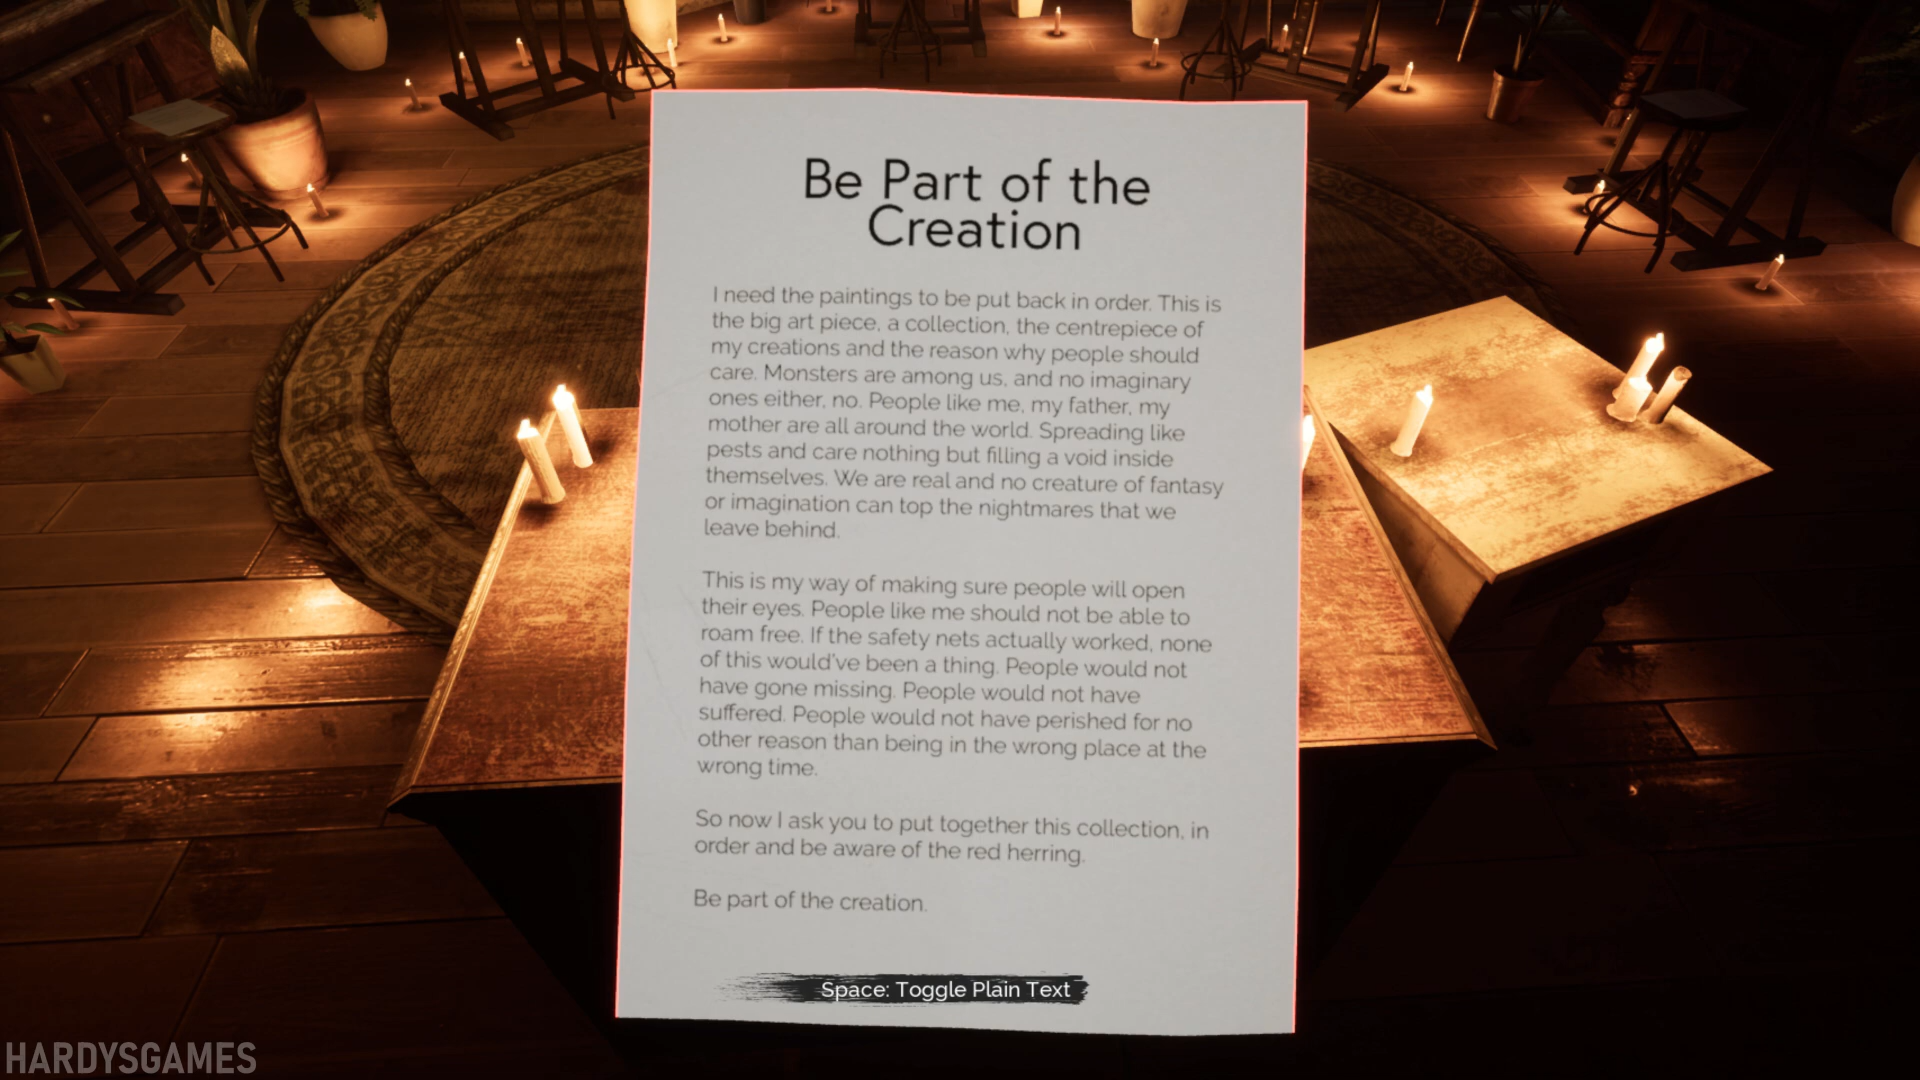 Be Part of the
Creation
I need the paintings to be put back in order. This is
the big art piece, a collection, the centrepiece of
my creations and the reason why people should
care. Monsters are among us, and no imaginary
ones either, no. People like me, my father, my
mother are all around the world. Spreading like
pests and care nothing but filling a void inside
themselves. We are real and no creature of fantasy
or imagination can top the nightmares that we
leave behind.
This is my way of making sure people will open
their eyes. People like me should not be able to
roam free. If the safety nets actually worked, none
of this would've been a thing. People would not
have gone missing. People would not have
suffered. People would not have perished for no
other reason than being in the wrong place at the
wrong time.
So now I ask you to put together this collection, in
order and be aware of the red herring.
Be part of the creation.
Space: Toggle Plain Text
HARDYSGAMES